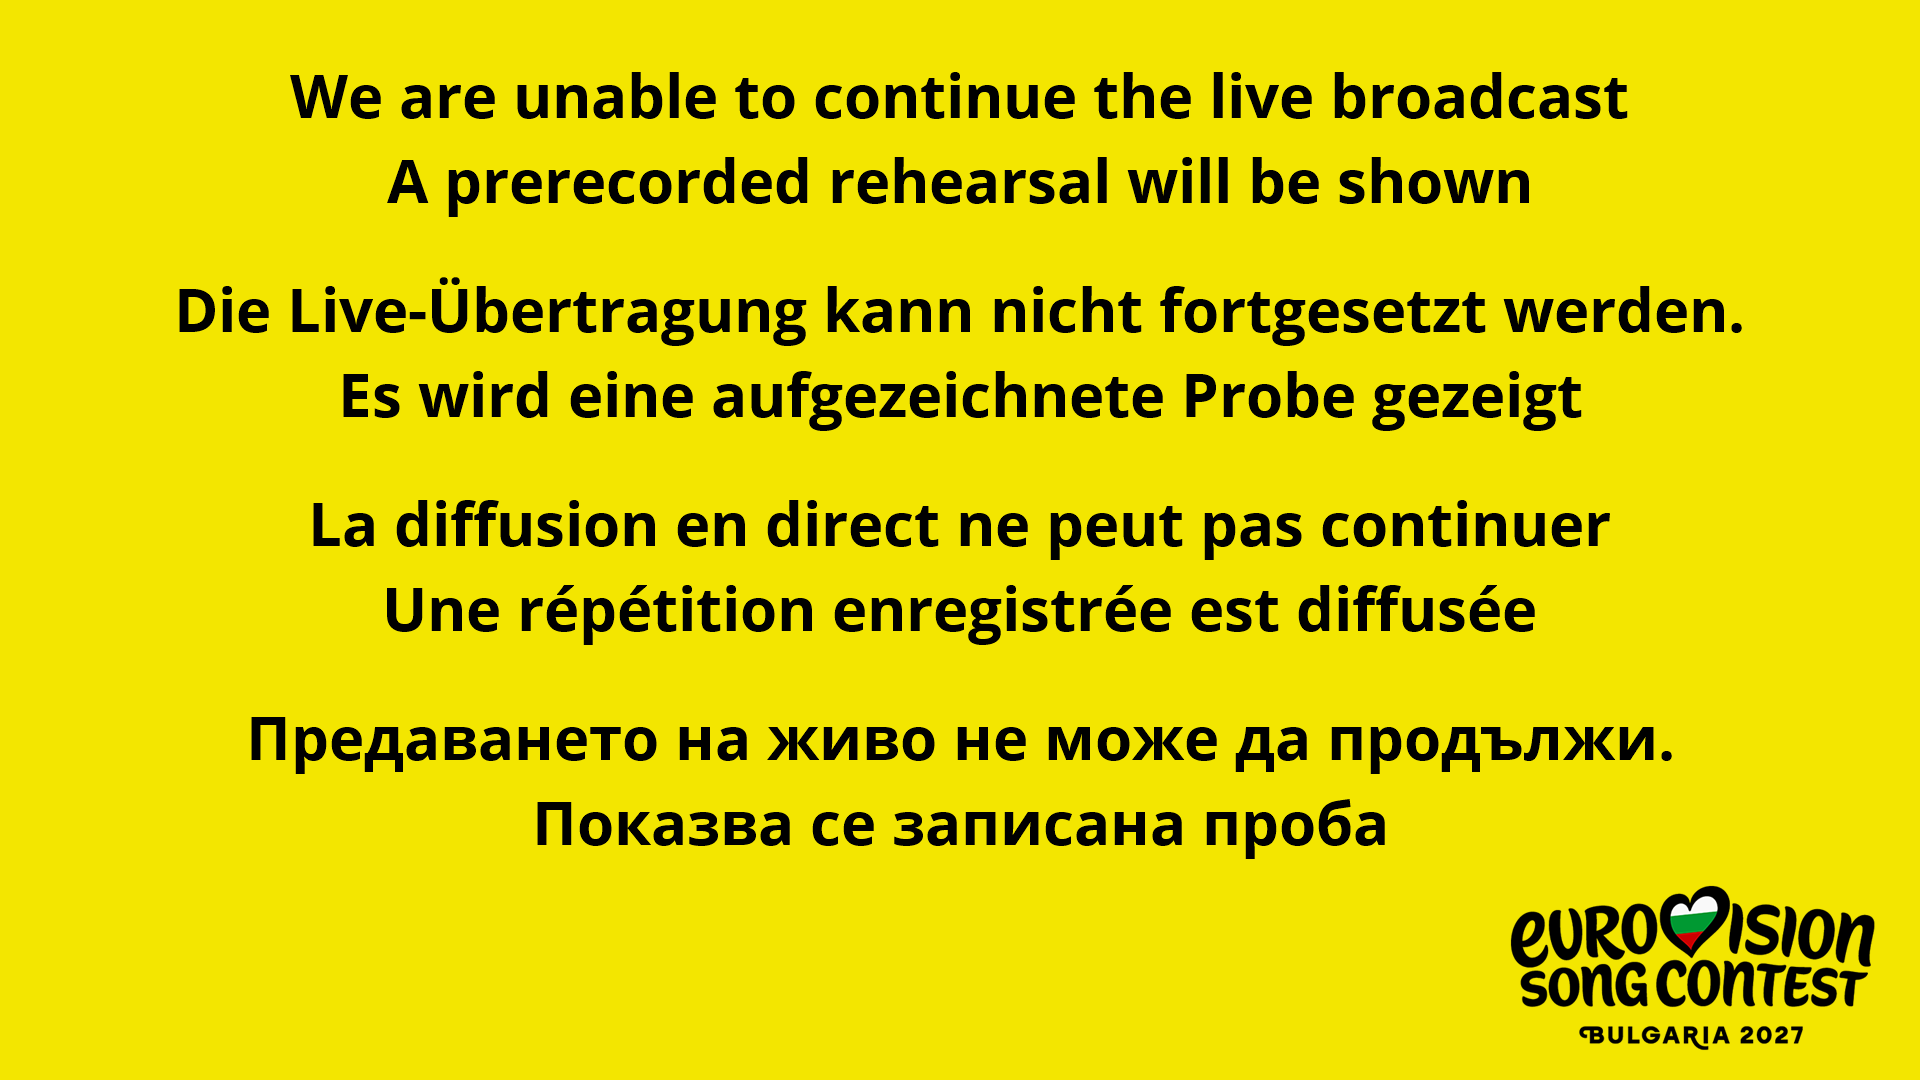 We are unable to continue the live broadcast
A prerecorded rehearsal will be shown
Die Live-Übertragung kann nicht fortgesetzt werden.
Es wird eine aufgezeichnete Probe gezeigt
La diffusion en direct ne peut pas continuer
Une répétition enregistrée est diffusée
Предаването на живо не може да продължи.
Показва се записана проба
EUROVISION
SONG CONTEST
BULGARIA 2027